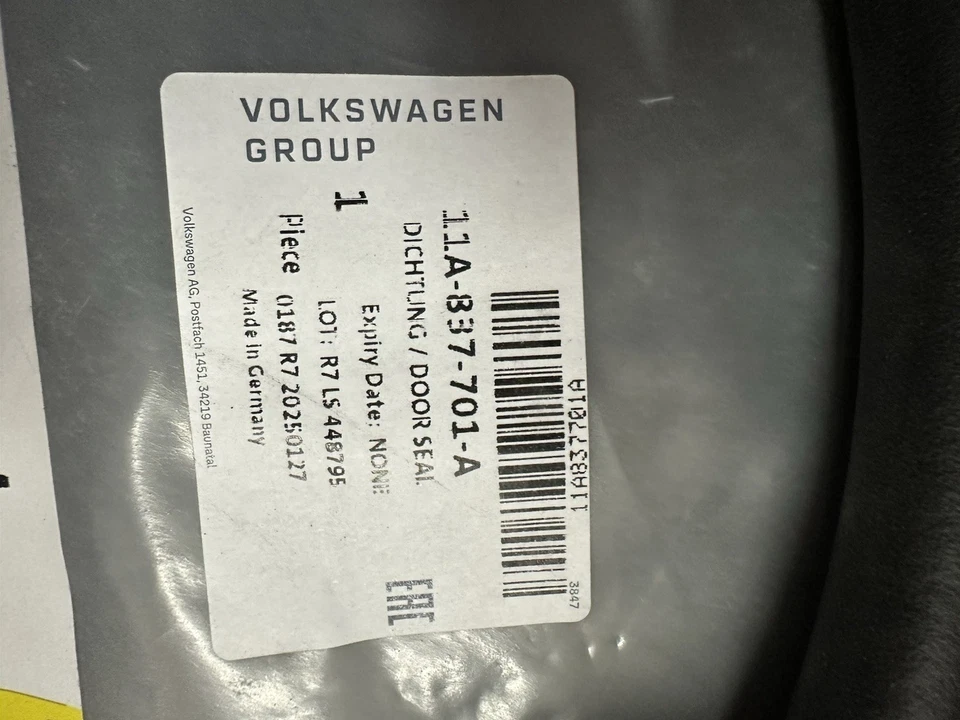 VOLKSWAGEN
GROUP
11A837701A
3847
11A-837-701-A
DICHTUNG / DOOR SEAL
Expiry Date: NONE
EAC
1
LOT: R7 LS 448795
Piece 0187 R7 20250127
Made in Germany
Volkswagen AG, Postfach 1451, 34219 Baunatal